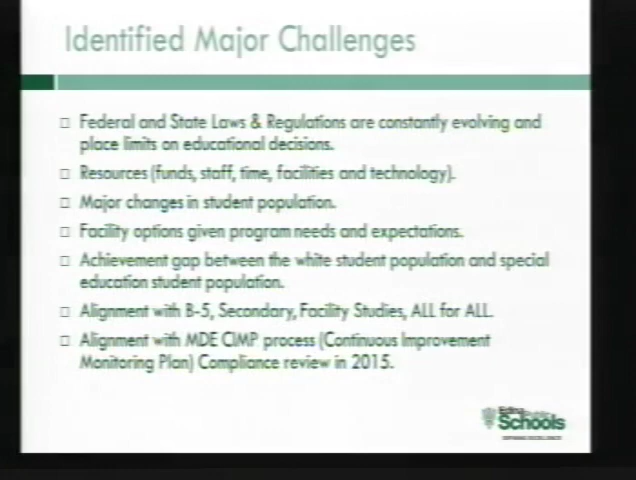 Identified Major Challenges
Federal and State Laws & Regulations are constantly evolving and
place limits on educational decisions.
Resources (funds, staff, time, facilities and technology).
Major changes in student population.
Facility options given program needs and expectations.
Achievement gap between the white student population and special
education student population.
Alignment with B-5, Secondary, Facility Studies, ALL for ALL.
Alignment with MDE CIMP process (Continuous Improvement
Monitoring Plan) Compliance review in 2015.
Edina Public
Schools